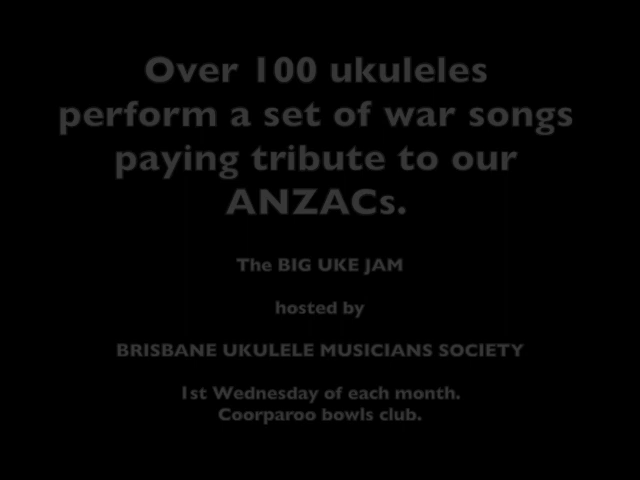 Over 100 ukuleles
perform a set of war songs
paying tribute to our
ANZACs.
The BIG UKE JAM
hosted by
BRISBANE UKULELE MUSICIANS SOCIETY
1st Wednesday of each month.
Coorparoo bowls club.